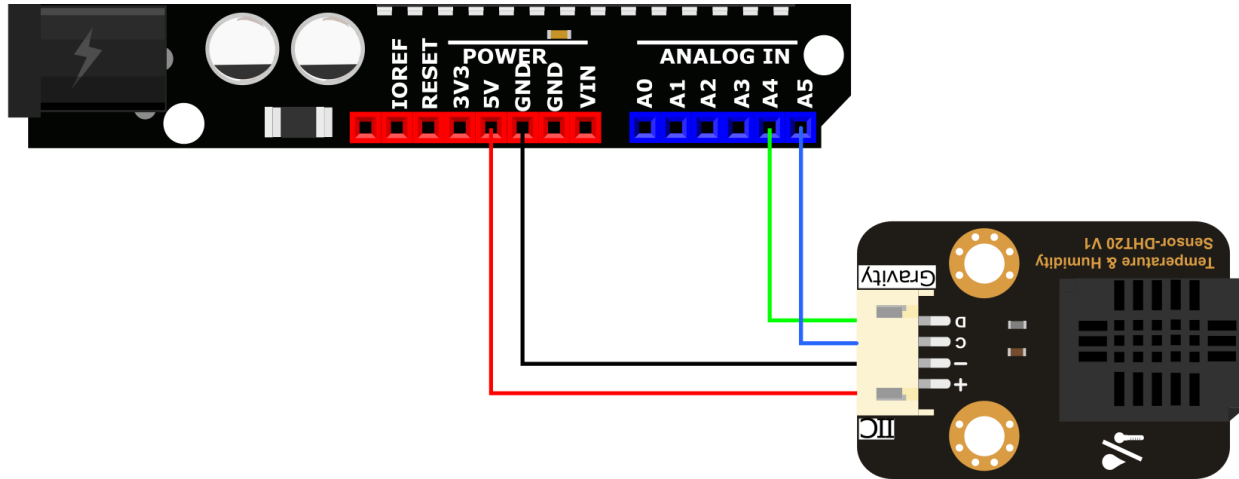 POWER
ANALOG IN
IOREF
RESET
3V3
5V
GND
GND
VIN
A0
A1
A2
A3
A4
A5
Temperature & Humidity
Sensor-DHT20 V1
Gravity
D
C
−
+
IIC